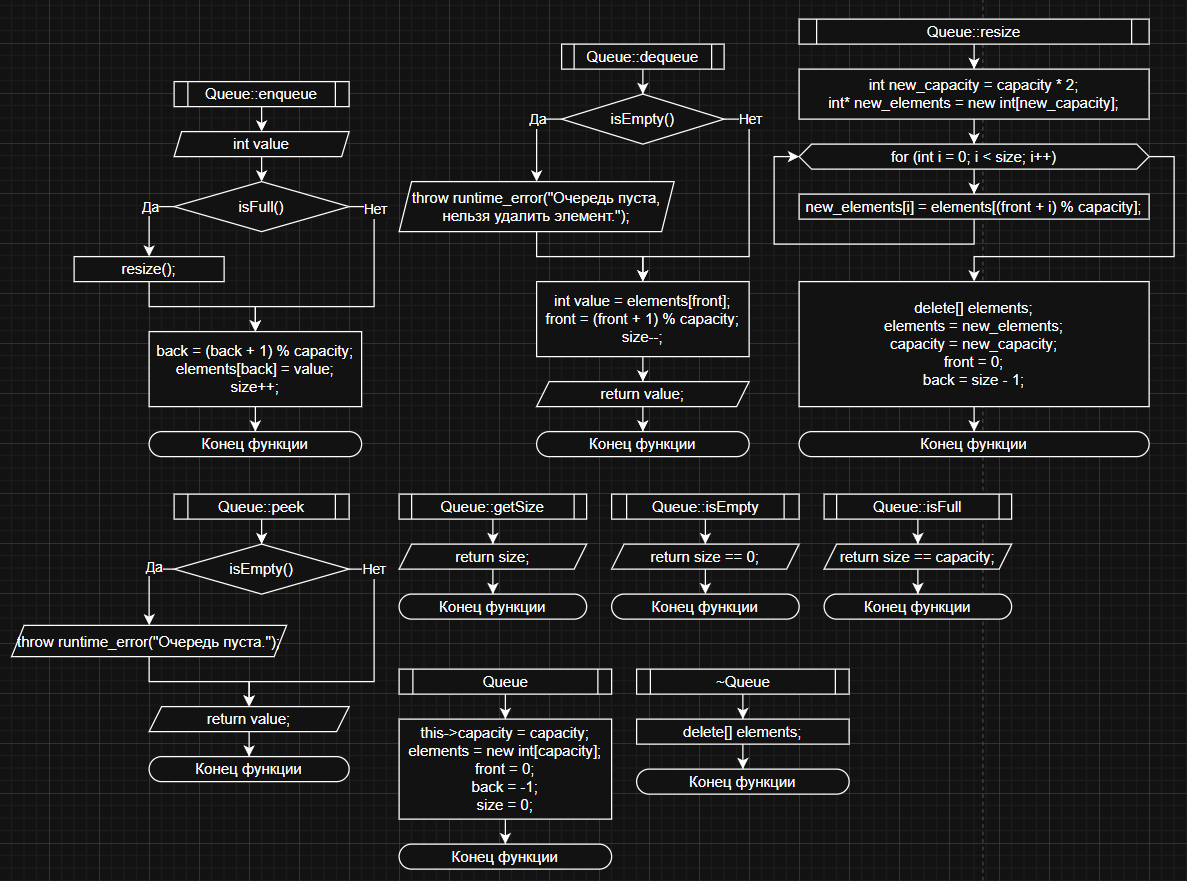 Queue::enqueue
int value
isFull()
Да
Нет
resize();
back = (back + 1) % capacity;
elements[back] = value;
size++;
Конец функции
Queue::dequeue
isEmpty()
Да
Нет
throw runtime_error("Очередь пуста,
нельзя удалить элемент.");
int value = elements[front];
front = (front + 1) % capacity;
size--;
return value;
Конец функции
Queue::resize
int new_capacity = capacity * 2;
int* new_elements = new int[new_capacity];
for (int i = 0; i < size; i++)
new_elements[i] = elements[(front + i) % capacity];
delete[] elements;
elements = new_elements;
capacity = new_capacity;
front = 0;
back = size - 1;
Конец функции
Queue::peek
isEmpty()
Да
Нет
throw runtime_error("Очередь пуста.");
return value;
Конец функции
Queue::getSize
return size;
Конец функции
Queue::isEmpty
return size == 0;
Конец функции
Queue::isFull
return size == capacity;
Конец функции
Queue
this->capacity = capacity;
elements = new int[capacity];
front = 0;
back = -1;
size = 0;
Конец функции
~Queue
delete[] elements;
Конец функции